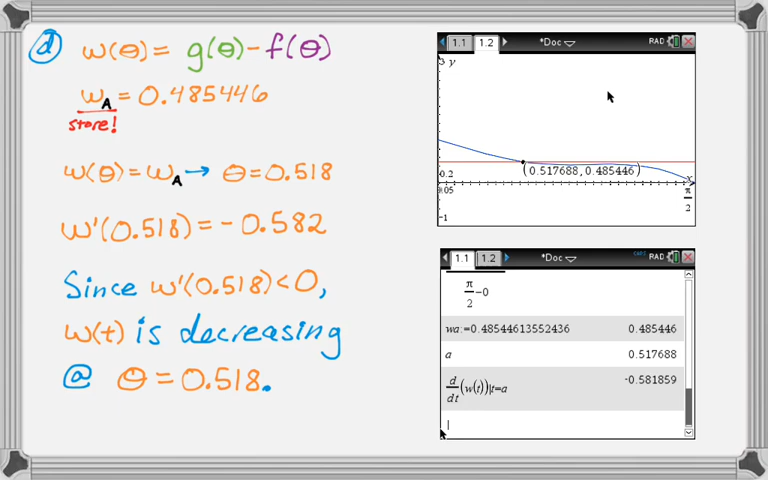 (d) w(θ) = g(θ) - f(θ)
w_A = 0.485446
store!
w(θ) = w_A → θ = 0.518
w'(0.518) = -0.582
Since w'(0.518) < 0,
w(t) is decreasing
@ θ = 0.518.
1.1 1.2 *Doc RAD
3 y
(0.517688, 0.485446)
0.2
x
0.05
π/2
-1
1.1 1.2 *Doc CAPS RAD
π/2 -0
wa:=0.48544613552436 0.485446
a 0.517688
d/dt(w(t))|t=a -0.581859